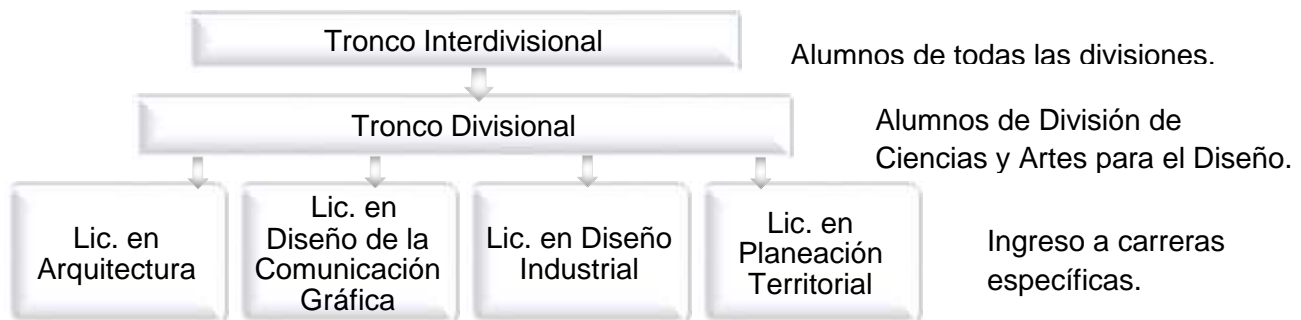 Tronco Interdivisional
Alumnos de todas las divisiones.
Tronco Divisional
Alumnos de División de
Ciencias y Artes para el Diseño.
Lic. en
Arquitectura
Lic. en
Diseño de la
Comunicación
Gráfica
Lic. en Diseño
Industrial
Lic. en
Planeación
Territorial
Ingreso a carreras
específicas.